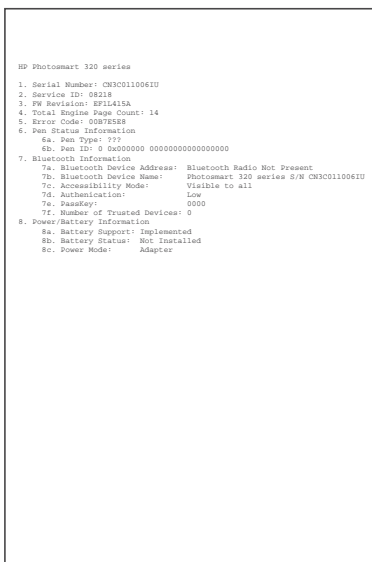 HP Photosmart 320 series
1. Serial Number: CN3C011006IU
2. Service ID: 08218
3. FW Revision: EF1L415A
4. Total Engine Page Count: 14
5. Error Code: 00B7E5E8
6. Pen Status Information
6a. Pen Type: ???
6b. Pen ID: 0 0x000000 00000000000000000
7. Bluetooth Information
7a. Bluetooth Device Address: Bluetooth Radio Not Present
7b. Bluetooth Device Name: Photosmart 320 series S/N CN3C011006IU
7c. Accessibility Mode: Visible to all
7d. Authenication: Low
7e. PassKey: 0000
7f. Number of Trusted Devices: 0
8. Power/Battery Information
8a. Battery Support: Implemented
8b. Battery Status: Not Installed
8c. Power Mode: Adapter